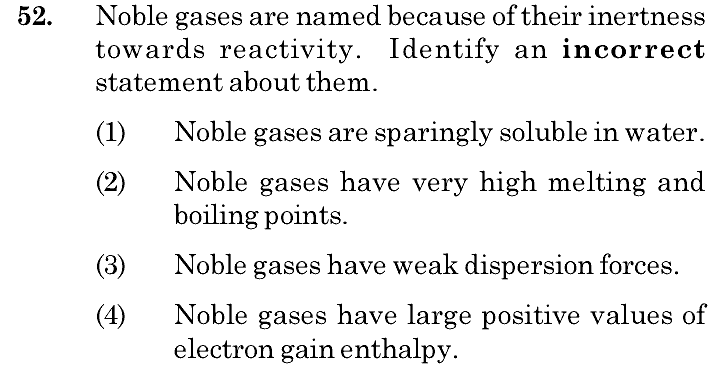 52. Noble gases are named because of their inertness
towards reactivity. Identify an incorrect
statement about them.
(1) Noble gases are sparingly soluble in water.
(2) Noble gases have very high melting and
boiling points.
(3) Noble gases have weak dispersion forces.
(4) Noble gases have large positive values of
electron gain enthalpy.